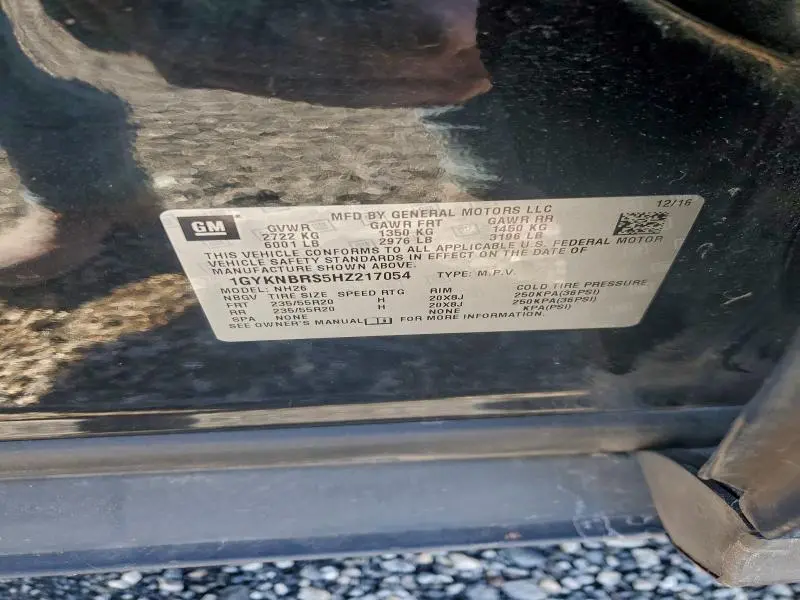 GM
MFD BY GENERAL MOTORS LLC 12/16
GVWR GAWR FRT GAWR RR
2722 KG 1350 KG 1450 KG
6001 LB 2976 LB 3196 LB
THIS VEHICLE CONFORMS TO ALL APPLICABLE U.S. FEDERAL MOTOR
VEHICLE SAFETY STANDARDS IN EFFECT ON THE DATE OF
MANUFACTURE SHOWN ABOVE.
1GYKNBRS5HZ217054 TYPE: M.P.V.
MODEL: NH26
NBGV TIRE SIZE SPEED RTG RIM COLD TIRE PRESSURE
FRT 235/55R20 H 20X8J 250KPA(36PSI)
RR 235/55R20 H 20X8J 250KPA(36PSI)
SPA NONE NONE KPA(PSI)
SEE OWNER'S MANUAL FOR MORE INFORMATION.